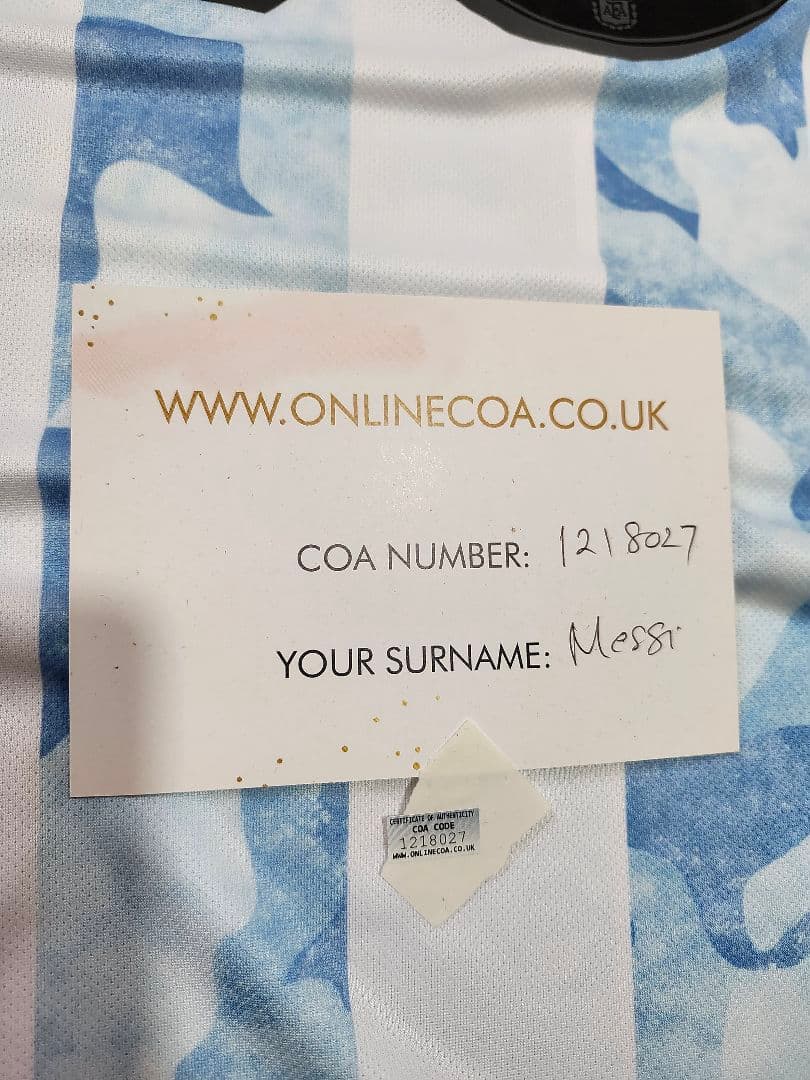 AFA
WWW.ONLINECOA.CO.UK
COA NUMBER: 1218027
YOUR SURNAME: Messi
CERTIFICATE OF AUTHENTICITY
COA CODE
1218027
WWW.ONLINECOA.CO.UK